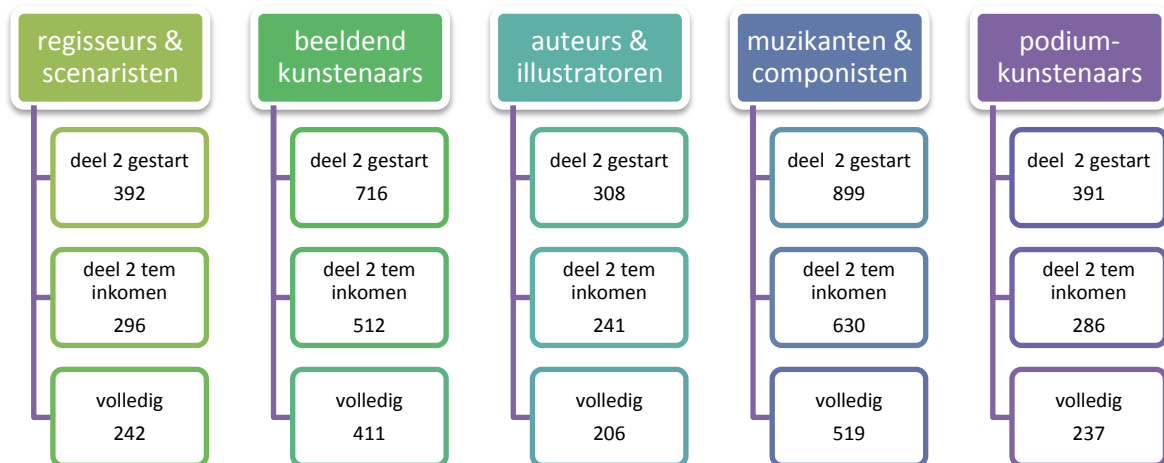 regisseurs &
scenaristen
deel 2 gestart
392
deel 2 tem
inkomen
296
volledig
242
beeldend
kunstenaars
deel 2 gestart
716
deel 2 tem
inkomen
512
volledig
411
auteurs &
illustratoren
deel 2 gestart
308
deel 2 tem
inkomen
241
volledig
206
muzikanten &
componisten
deel 2 gestart
899
deel 2 tem
inkomen
630
volledig
519
podium-
kunstenaars
deel 2 gestart
391
deel 2 tem
inkomen
286
volledig
237